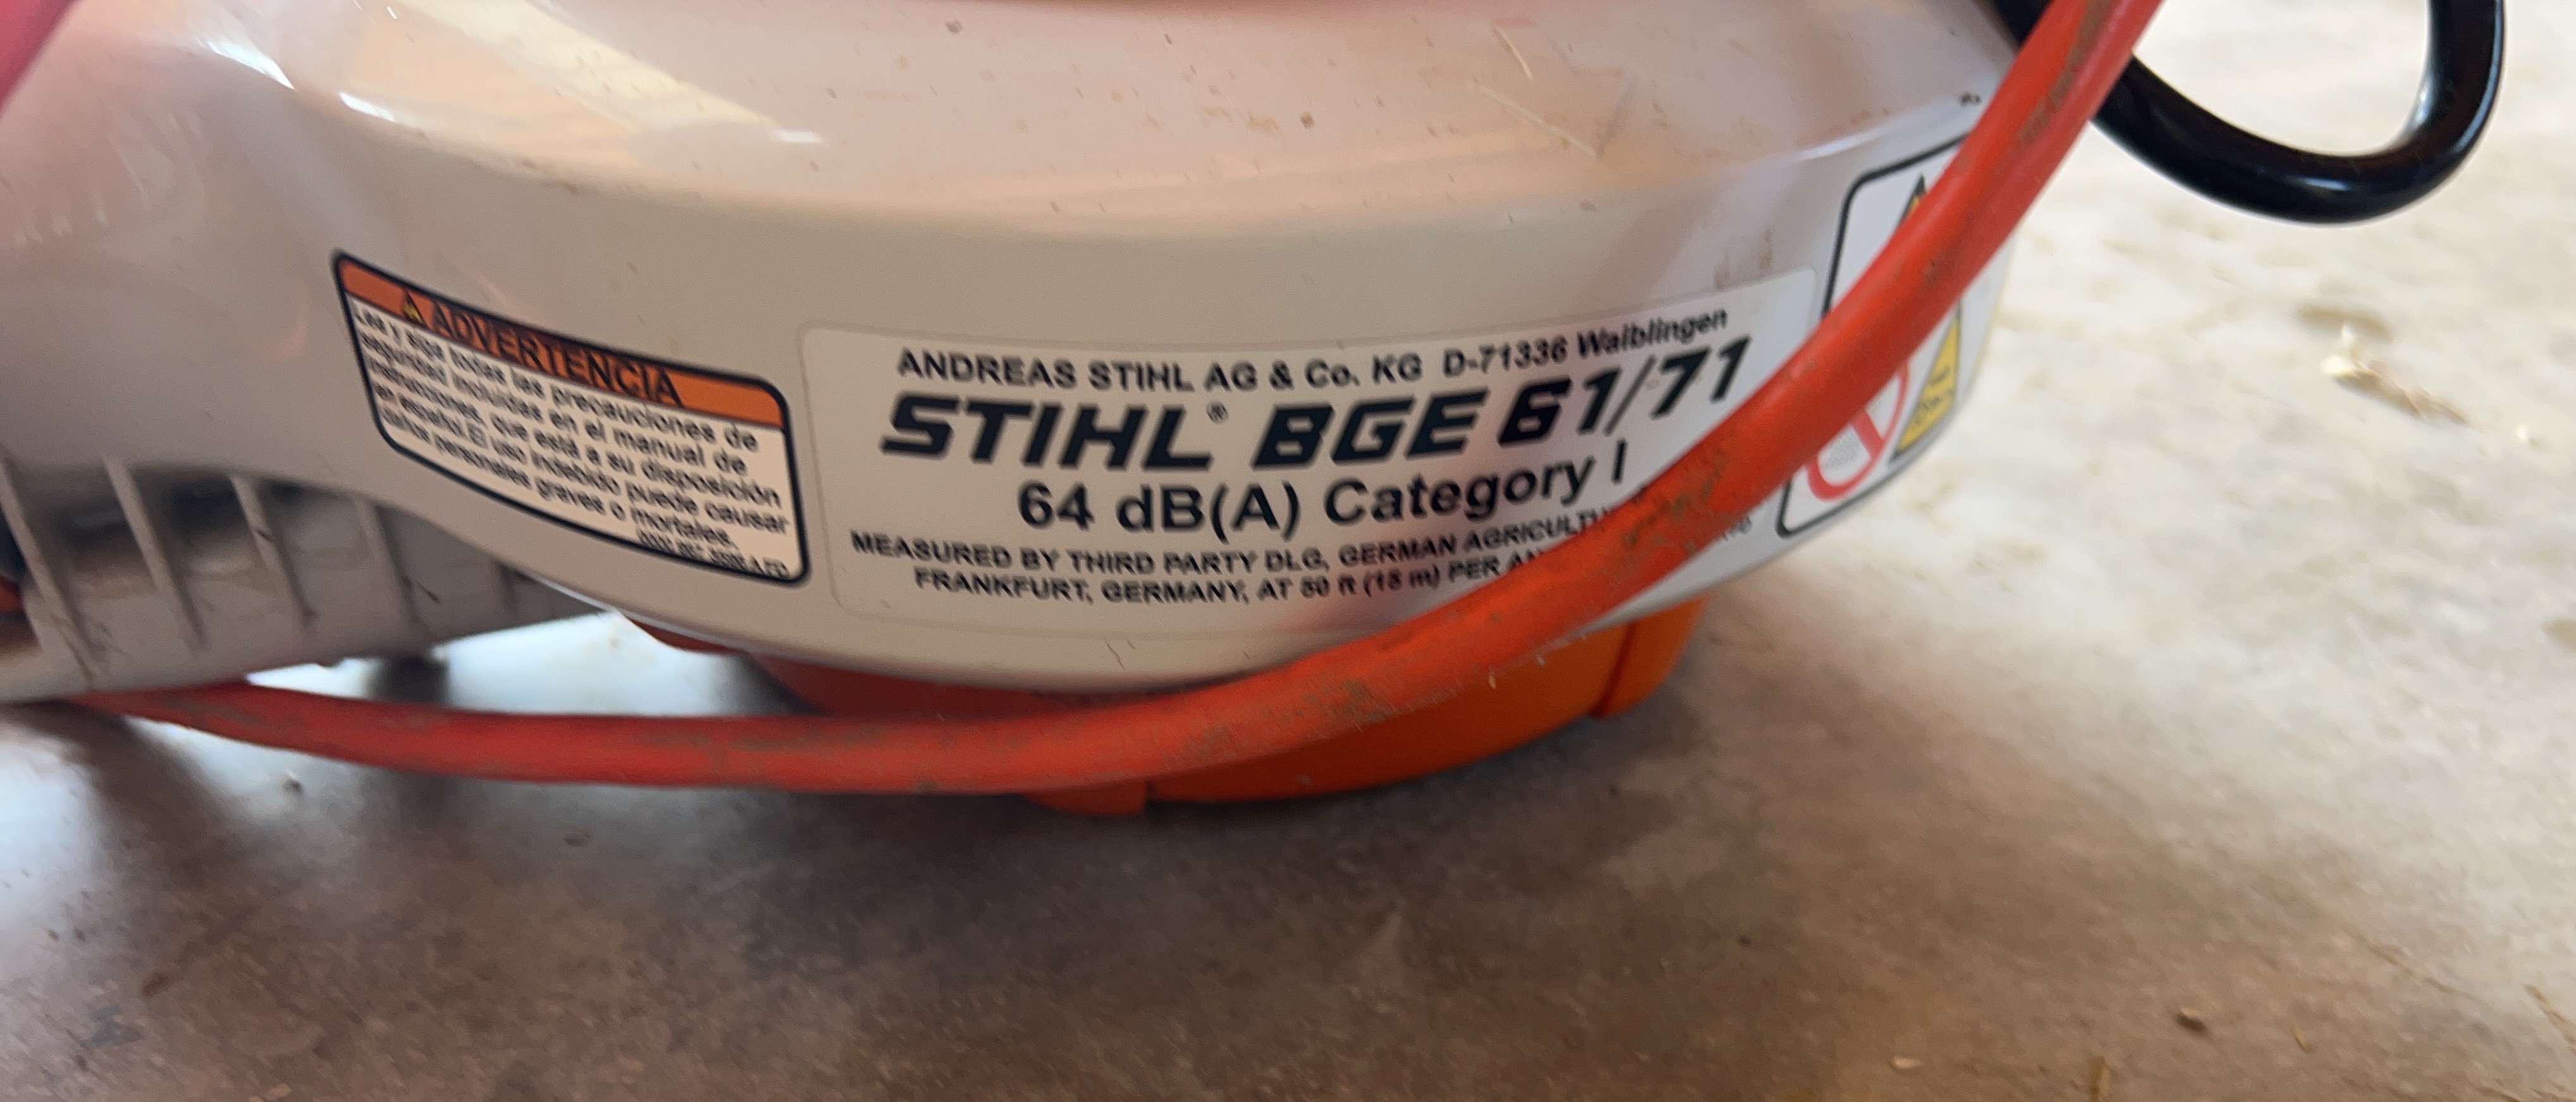 ADVERTENCIA
Lea y siga todas las precauciones de
seguridad incluidas en el manual de
instrucciones, que está a su disposición
en español.El uso indebido puede causar
daños personales graves o mortales.
ANDREAS STIHL AG & Co. KG D-71336 Waiblingen
STIHL® BGE 61/71
64 dB(A) Category I
MEASURED BY THIRD PARTY DLG, GERMAN
FRANKFURT, GERMANY, AT 50 ft (15 m) PER